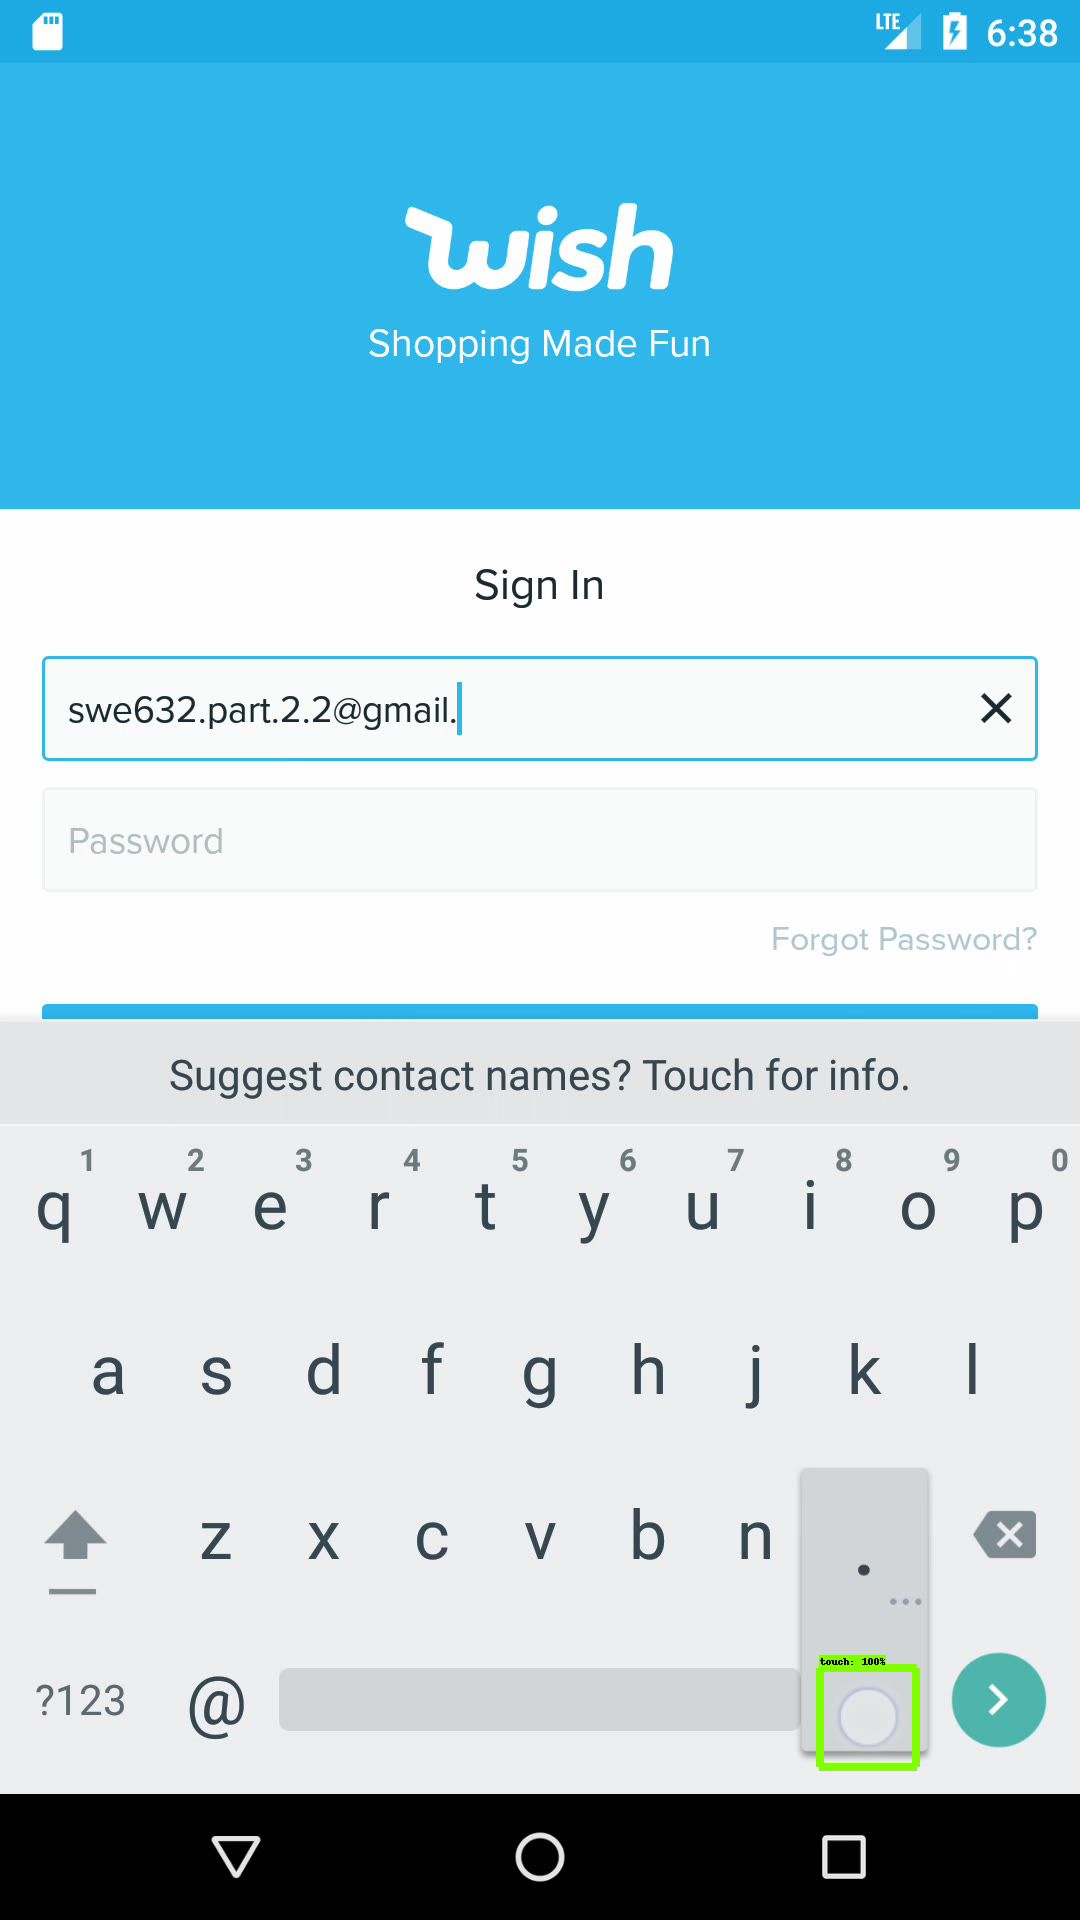 LTE 6:38
wish
Shopping Made Fun
Sign In
swe632.part.2.2@gmail.
Password
Forgot Password?
Suggest contact names? Touch for info.
1 2 3 4 5 6 7 8 9 0
q w e r t y u i o p
a s d f g h j k l
z x c v b n .
...
touch: 100%
?123 @